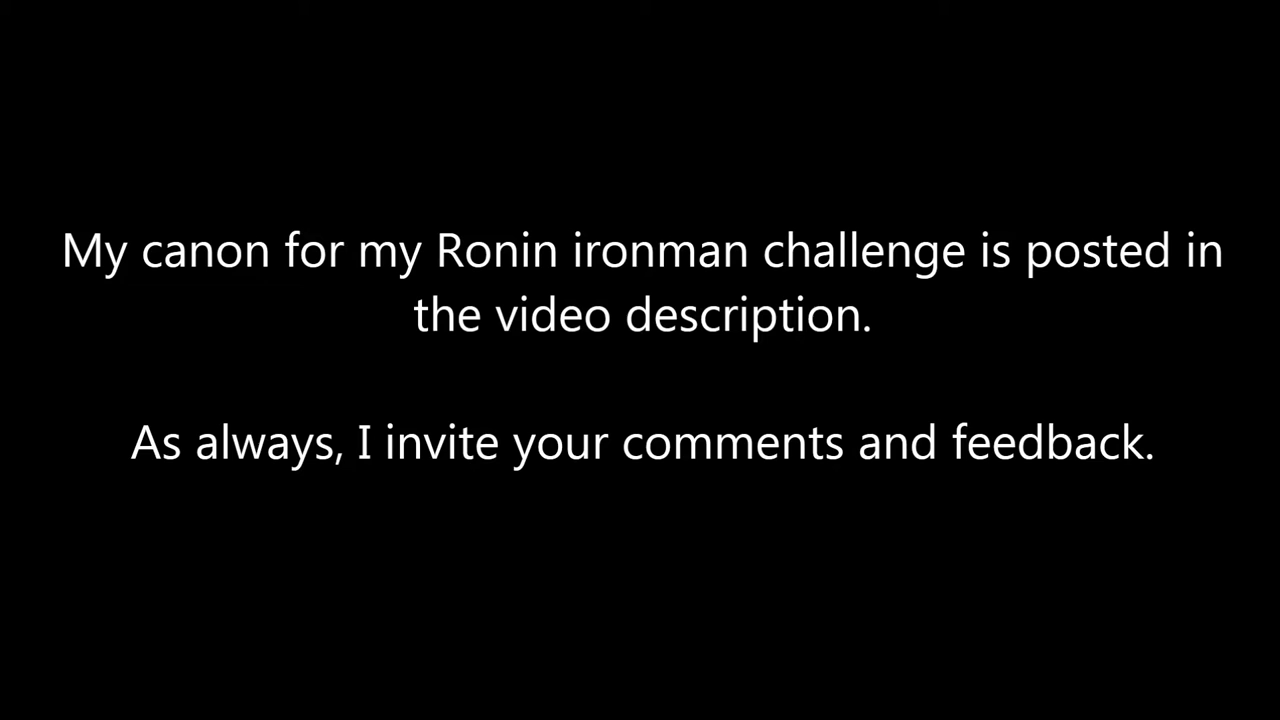 My canon for my Ronin ironman challenge is posted in
the video description.
As always, I invite your comments and feedback.